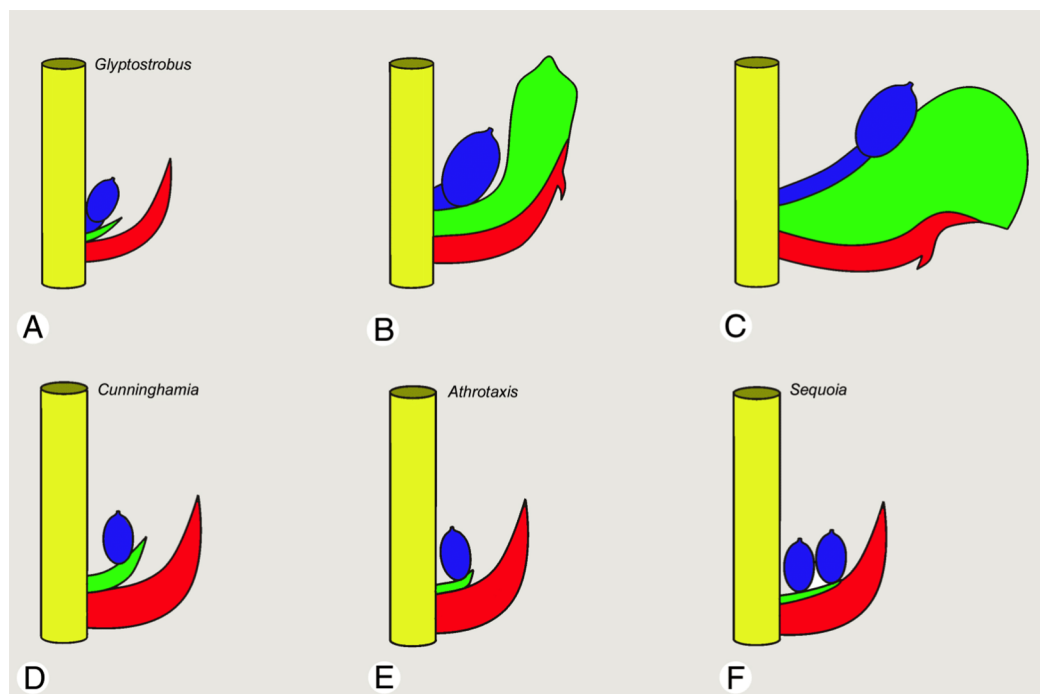 Glyptostrobus
A
B
C
Cunninghamia
Athrotaxis
Sequoia
D
E
F